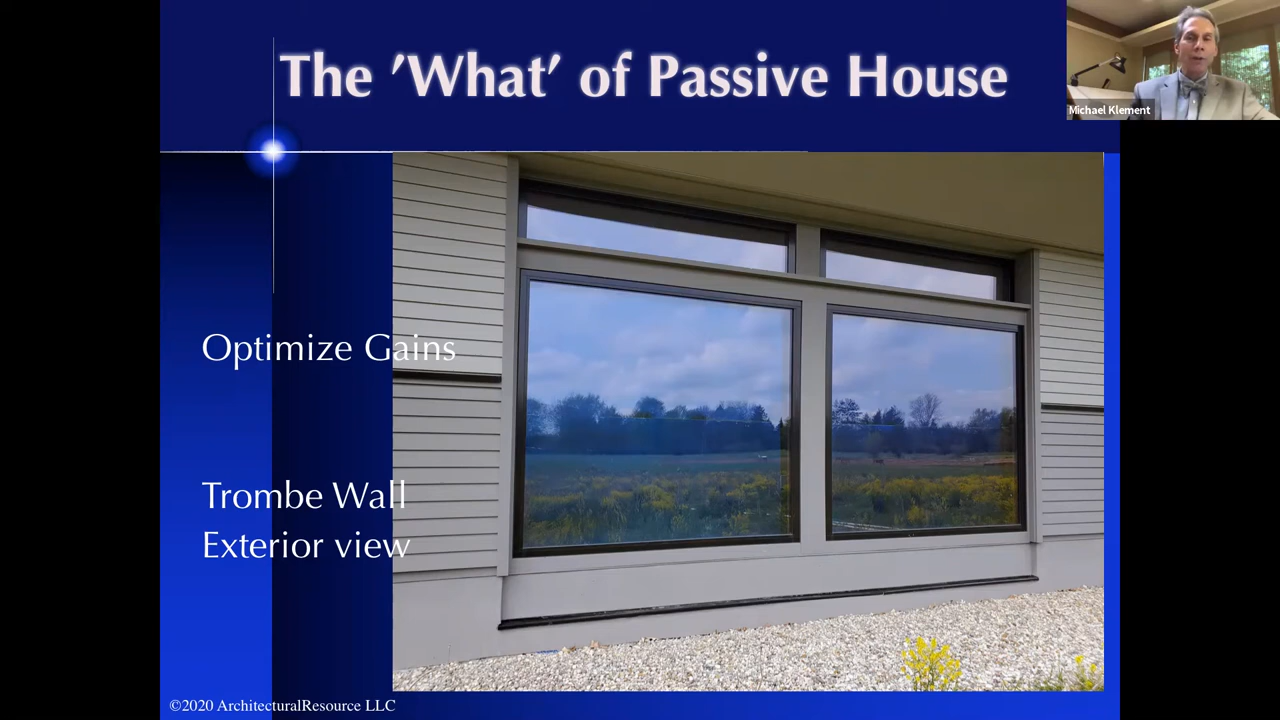 The ’What’ of Passive House
Michael Klement
Optimize Gains
Trombe Wall
Exterior view
©2020 ArchitecturalResource LLC